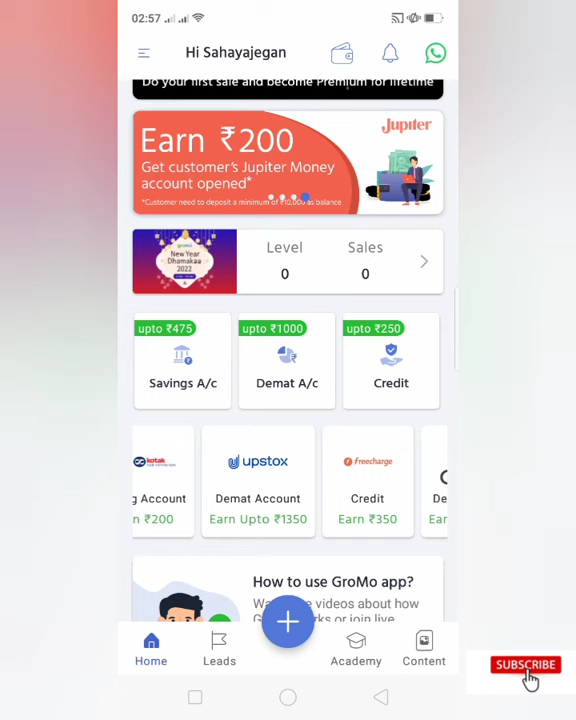 02:57
Hi Sahayajegan
Do your first sale and become Premium for lifetime
Earn ₹200
Jupiter
Get customer's Jupiter Money
account opened*
*Customer need to deposit a minimum of ₹10,000 as balance
GroMo
New Year
Dhamakaa
2022
Level
Sales
0
0
upto ₹475
upto ₹1000
upto ₹250
Savings A/c
Demat A/c
Credit
kotak
upstox
freecharge
g Account
Demat Account
Credit
De
n ₹200
Earn Upto ₹1350
Earn ₹350
Ear
How to use GroMo app?
videos about how
rks or join live
Home
Leads
Academy
Content
SUBSCRIBE